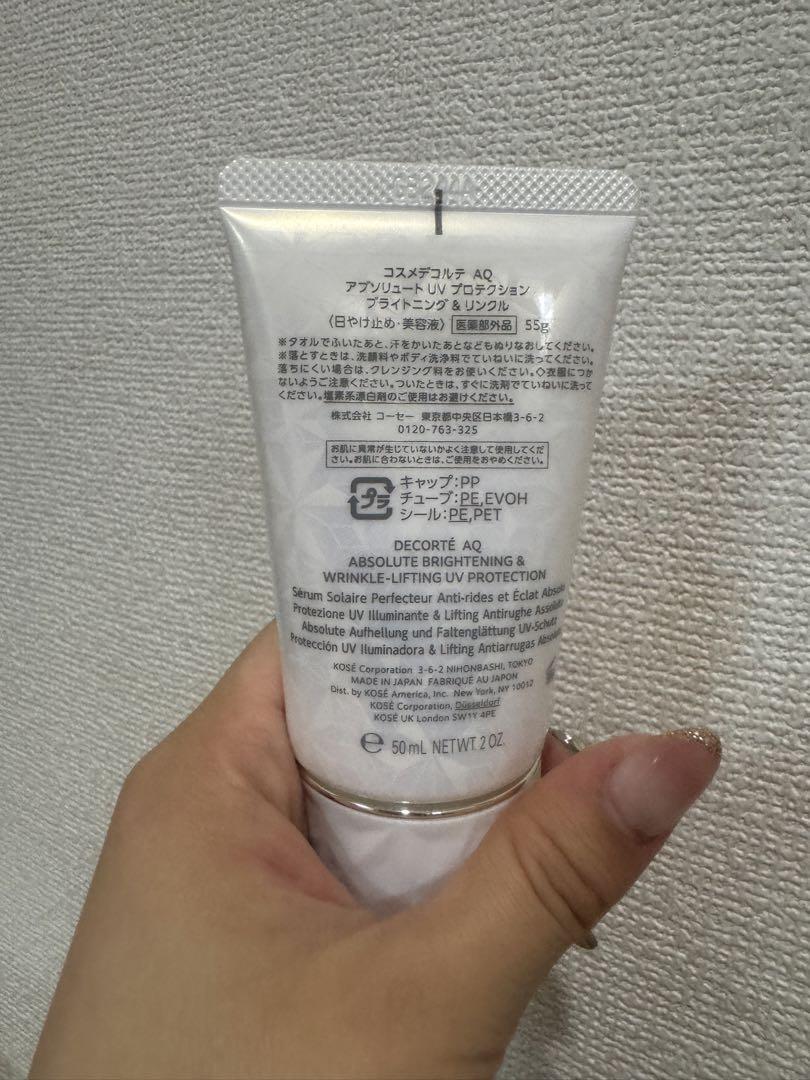 コスメデコルテ AQ
アブソリュート UV プロテクション
ブライトニング & リンクル
〈日やけ止め・美容液〉 医薬部外品 55g
※タオルでふいたあと、汗をかいたあとなどもぬりなおしてください。
※落とすときは、洗顔料やボディ洗浄料でていねいに洗ってください。
落ちにくい場合は、クレンジング料をお使いください。◇衣服につか
ないようご注意ください。ついたときは、すぐに洗剤でていねいに洗って
ください。塩素系漂白剤のご使用はお避けください。
株式会社 コーセー 東京都中央区日本橋3-6-2
0120-763-325
お肌に異常が生じていないかよく注意して使用してくだ
さい。お肌に合わないときは、ご使用をおやめください。
プラ
キャップ:PP
チューブ:PE,EVOH
シール:PE,PET
DECORTÉ AQ
ABSOLUTE BRIGHTENING &
WRINKLE-LIFTING UV PROTECTION
Sérum Solaire Perfecteur Anti-rides et Éclat Absolu
Protezione UV Illuminante & Lifting Antirughe Assoluta
Absolute Aufhellung und Faltenglättung UV-Schutz
Protección UV Iluminadora & Lifting Antiarrugas
KOSÉ Corporation 3-6-2 NIHONBASHI, TOKYO
MADE IN JAPAN FABRIQUÉ AU JAPON
Dist. by KOSÉ America, Inc. New York, NY 10012
KOSÉ Corporation, Düsseldorf
KOSÉ UK London SW1Y 4PE
℮ 50mL NETWT. 2 OZ.